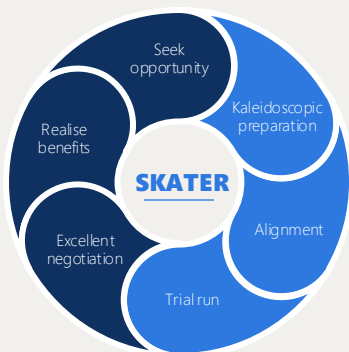 Seek
opportunity
Kaleidoscopic
preparation
Alignment
Trial run
Excellent
negotiation
Realise
benefits
SKATER